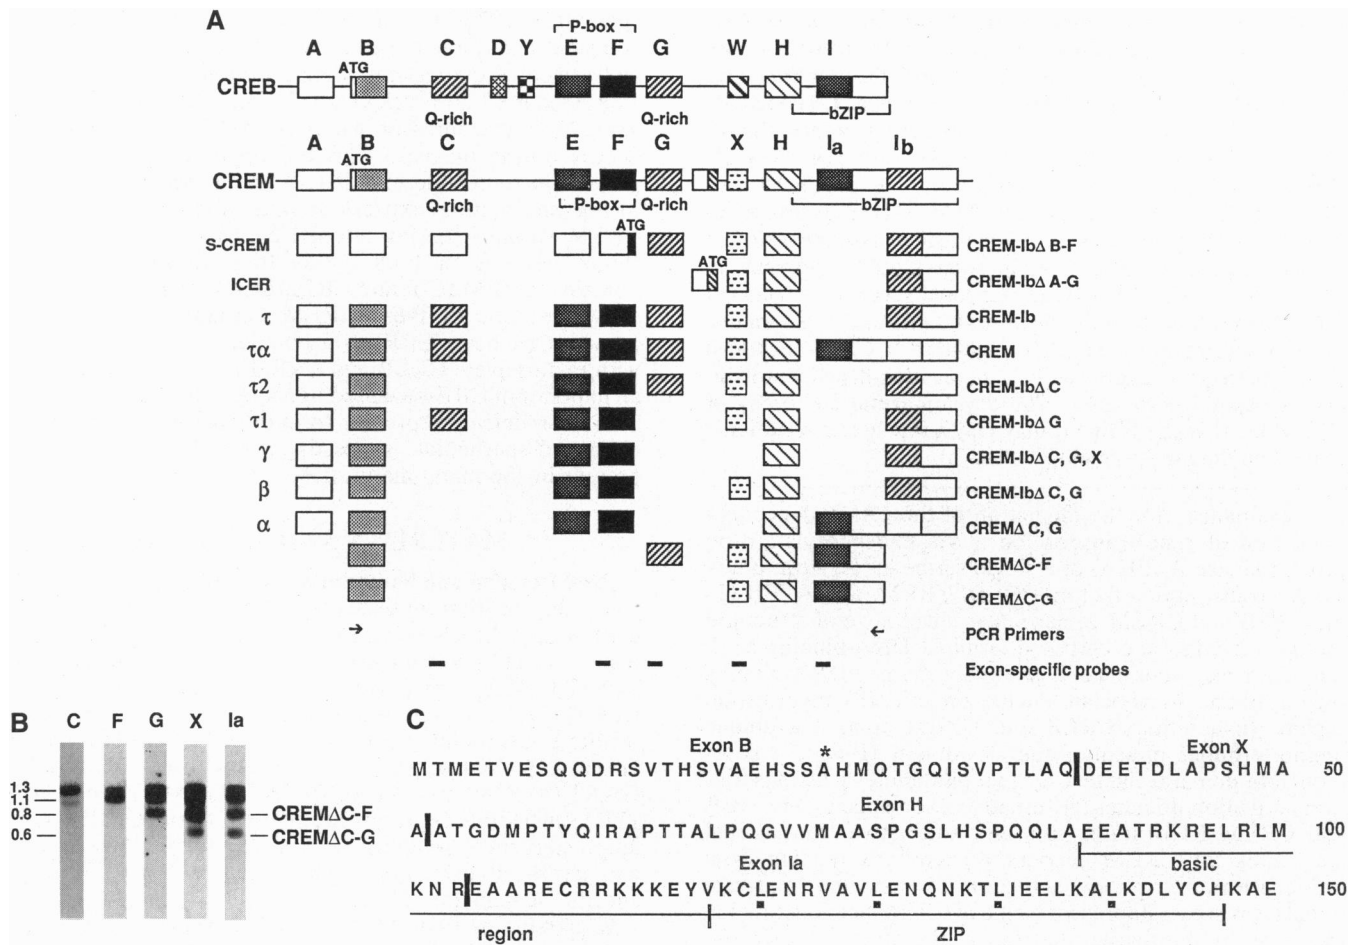 A
P-box
A B C D Y E F G W H I
ATG
CREB
Q-rich Q-rich bZIP
A B C E F G X H Ia Ib
ATG
CREM
Q-rich P-box Q-rich bZIP
ATG
S-CREM CREM-IbΔ B-F
ATG
ICER CREM-IbΔ A-G
τ CREM-Ib
τα CREM
τ2 CREM-IbΔ C
τ1 CREM-IbΔ G
γ CREM-IbΔ C, G, X
β CREM-IbΔ C, G
α CREMΔ C, G
CREMΔC-F
CREMΔC-G
PCR Primers
Exon-specific probes
B
C F G X Ia
1.3
1.1
0.8 CREMΔC-F
0.6 CREMΔC-G
C
Exon B * Exon X
MTMETVESQQDRSVTHSVAEHSSAHMQTGQISVPTLAQDEETDLAPSHMA 50
Exon H
AATGDMPTYQIRAPTTALPQGVVMAASPGSLHSPQQLAEEATRKRELRLM 100
basic
Exon Ia
KNREAARECRRKKKEYVKCLENRVAVLENQNKTLIEELKALKDLYCHKAE 150
region ZIP